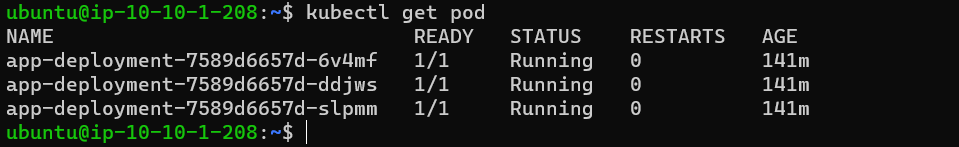 ubuntu@ip-10-10-1-208:~$ kubectl get pod
NAME                              READY   STATUS    RESTARTS   AGE
app-deployment-7589d6657d-6v4mf   1/1     Running   0          141m
app-deployment-7589d6657d-ddjws   1/1     Running   0          141m
app-deployment-7589d6657d-slpmm   1/1     Running   0          141m
ubuntu@ip-10-10-1-208:~$